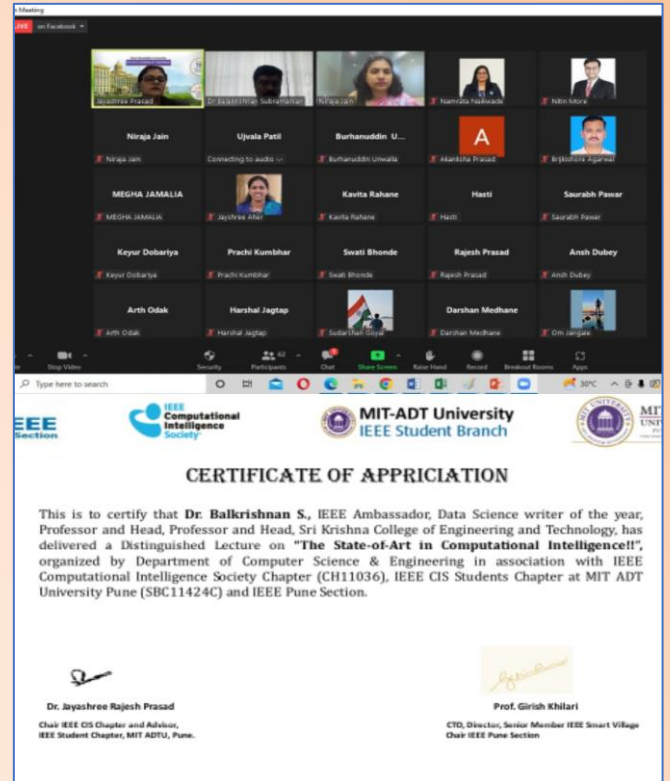 Meeting
LIVE on Facebook
Jayashree Prasad
Dr Balakrishnan Subramanian
Niraja Jain
Namrata Naikwade
Nitin More
Niraja Jain
Ujvala Patil
Burhanuddin U...
A
Niraja Jain
Connecting to audio
Burhanuddin Unwalla
Akanksha Prasad
Brijkishore Agarwal
MEGHA JAMALIA
Kavita Rahane
Hasti
Saurabh Pawar
MEGHA JAMALIA
Jayshree Aher
Kavita Rahane
Hasti
Saurabh Pawar
Keyur Dobariya
Prachi Kumbhar
Swati Bhonde
Rajesh Prasad
Ansh Dubey
Keyur Dobariya
Prachi Kumbhar
Swati Bhonde
Rajesh Prasad
Ansh Dubey
Arth Odak
Harshal Jagtap
Darshan Medhane
Arth Odak
Harshal Jagtap
Sudarshan Goyal
Darshan Medhane
Om Jangale
Stop Video
Security
Participants
62
Chat
Share Screen
Raise Hand
Record
Breakout Rooms
Apps
Type here to search
30°C
IEEE
Section
IEEE
Computational
Intelligence
Society
MIT-ADT University
IEEE Student Branch
MIT
UNI
CERTIFICATE OF APPRICIATION
This is to certify that Dr. Balkrishnan S., IEEE Ambassador, Data Science writer of the year,
Professor and Head, Professor and Head, Sri Krishna College of Engineering and Technology, has
delivered a Distinguished Lecture on "The State-of-Art in Computational Intelligence!!",
organized by Department of Computer Science & Engineering in association with IEEE
Computational Intelligence Society Chapter (CH11036), IEEE CIS Students Chapter at MIT ADT
University Pune (SBC11424C) and IEEE Pune Section.
Dr. Jayashree Rajesh Prasad
Chair IEEE CIS Chapter and Advisor,
IEEE Student Chapter, MIT ADTU, Pune.
Prof. Girish Khilari
CTO, Director, Senior Member IEEE Smart Village
Chair IEEE Pune Section